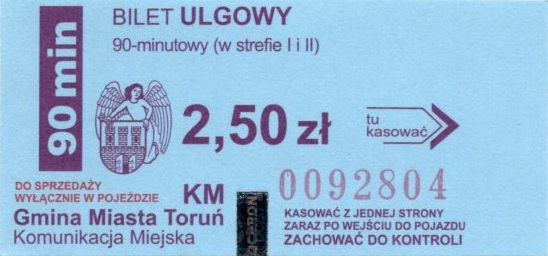 90 min
BILET ULGOWY
90-minutowy (w strefie I i II)
2,50 zł
tu
kasować
DO SPRZEDAŻY
WYŁĄCZNIE W POJEŹDZIE
KM
0092804
Gmina Miasta Toruń
Komunikacja Miejska
KASOWAĆ Z JEDNEJ STRONY
ZARAZ PO WEJŚCIU DO POJAZDU
ZACHOWAĆ DO KONTROLI